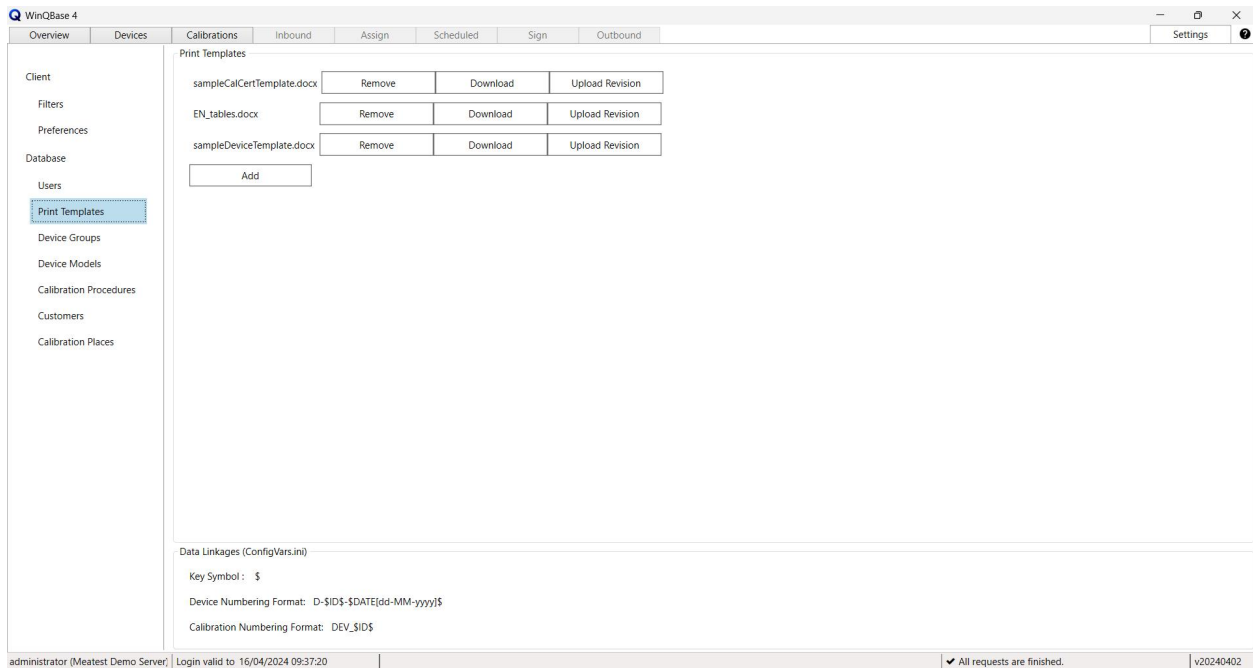 WinQBase 4
Overview Devices Calibrations Inbound Assign Scheduled Sign Outbound Settings ?
Client
Filters
Preferences
Database
Users
Print Templates
Device Groups
Device Models
Calibration Procedures
Customers
Calibration Places
Print Templates
sampleCalCertTemplate.docx Remove Download Upload Revision
EN_tables.docx Remove Download Upload Revision
sampleDeviceTemplate.docx Remove Download Upload Revision
Add
Data Linkages (ConfigVars.ini)
Key Symbol : $
Device Numbering Format: D-$ID$-$DATE[dd-MM-yyyy]$
Calibration Numbering Format: DEV_$ID$
administrator (Meatest Demo Server) Login valid to 16/04/2024 09:37:20 ✔ All requests are finished. v20240402